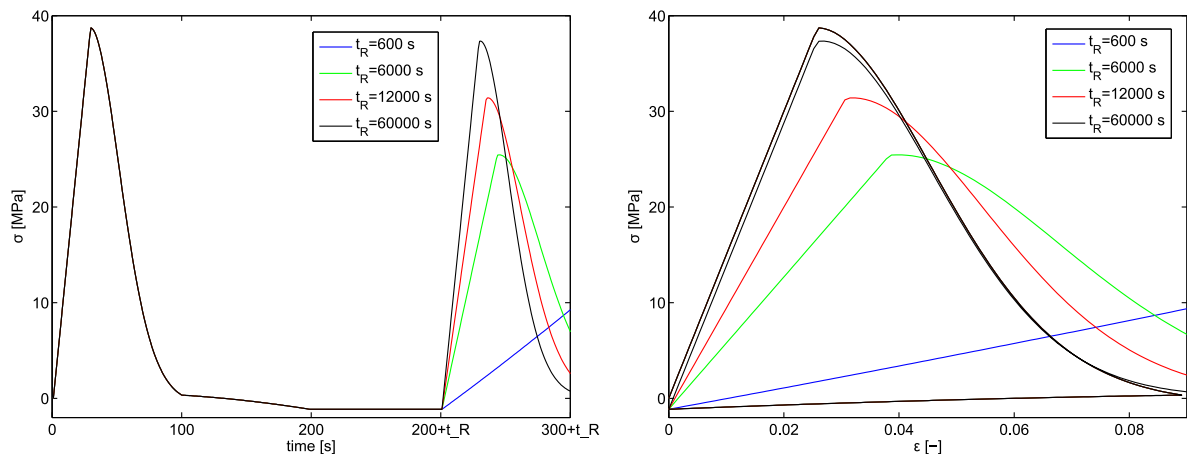 40
30
20
10
0
σ [MPa]
t_R=600 s
t_R=6000 s
t_R=12000 s
t_R=60000 s
0
100
200
200+t_R
300+t_R
time [s]
40
30
20
10
0
σ [MPa]
t_R=600 s
t_R=6000 s
t_R=12000 s
t_R=60000 s
0
0.02
0.04
0.06
0.08
ε [−]